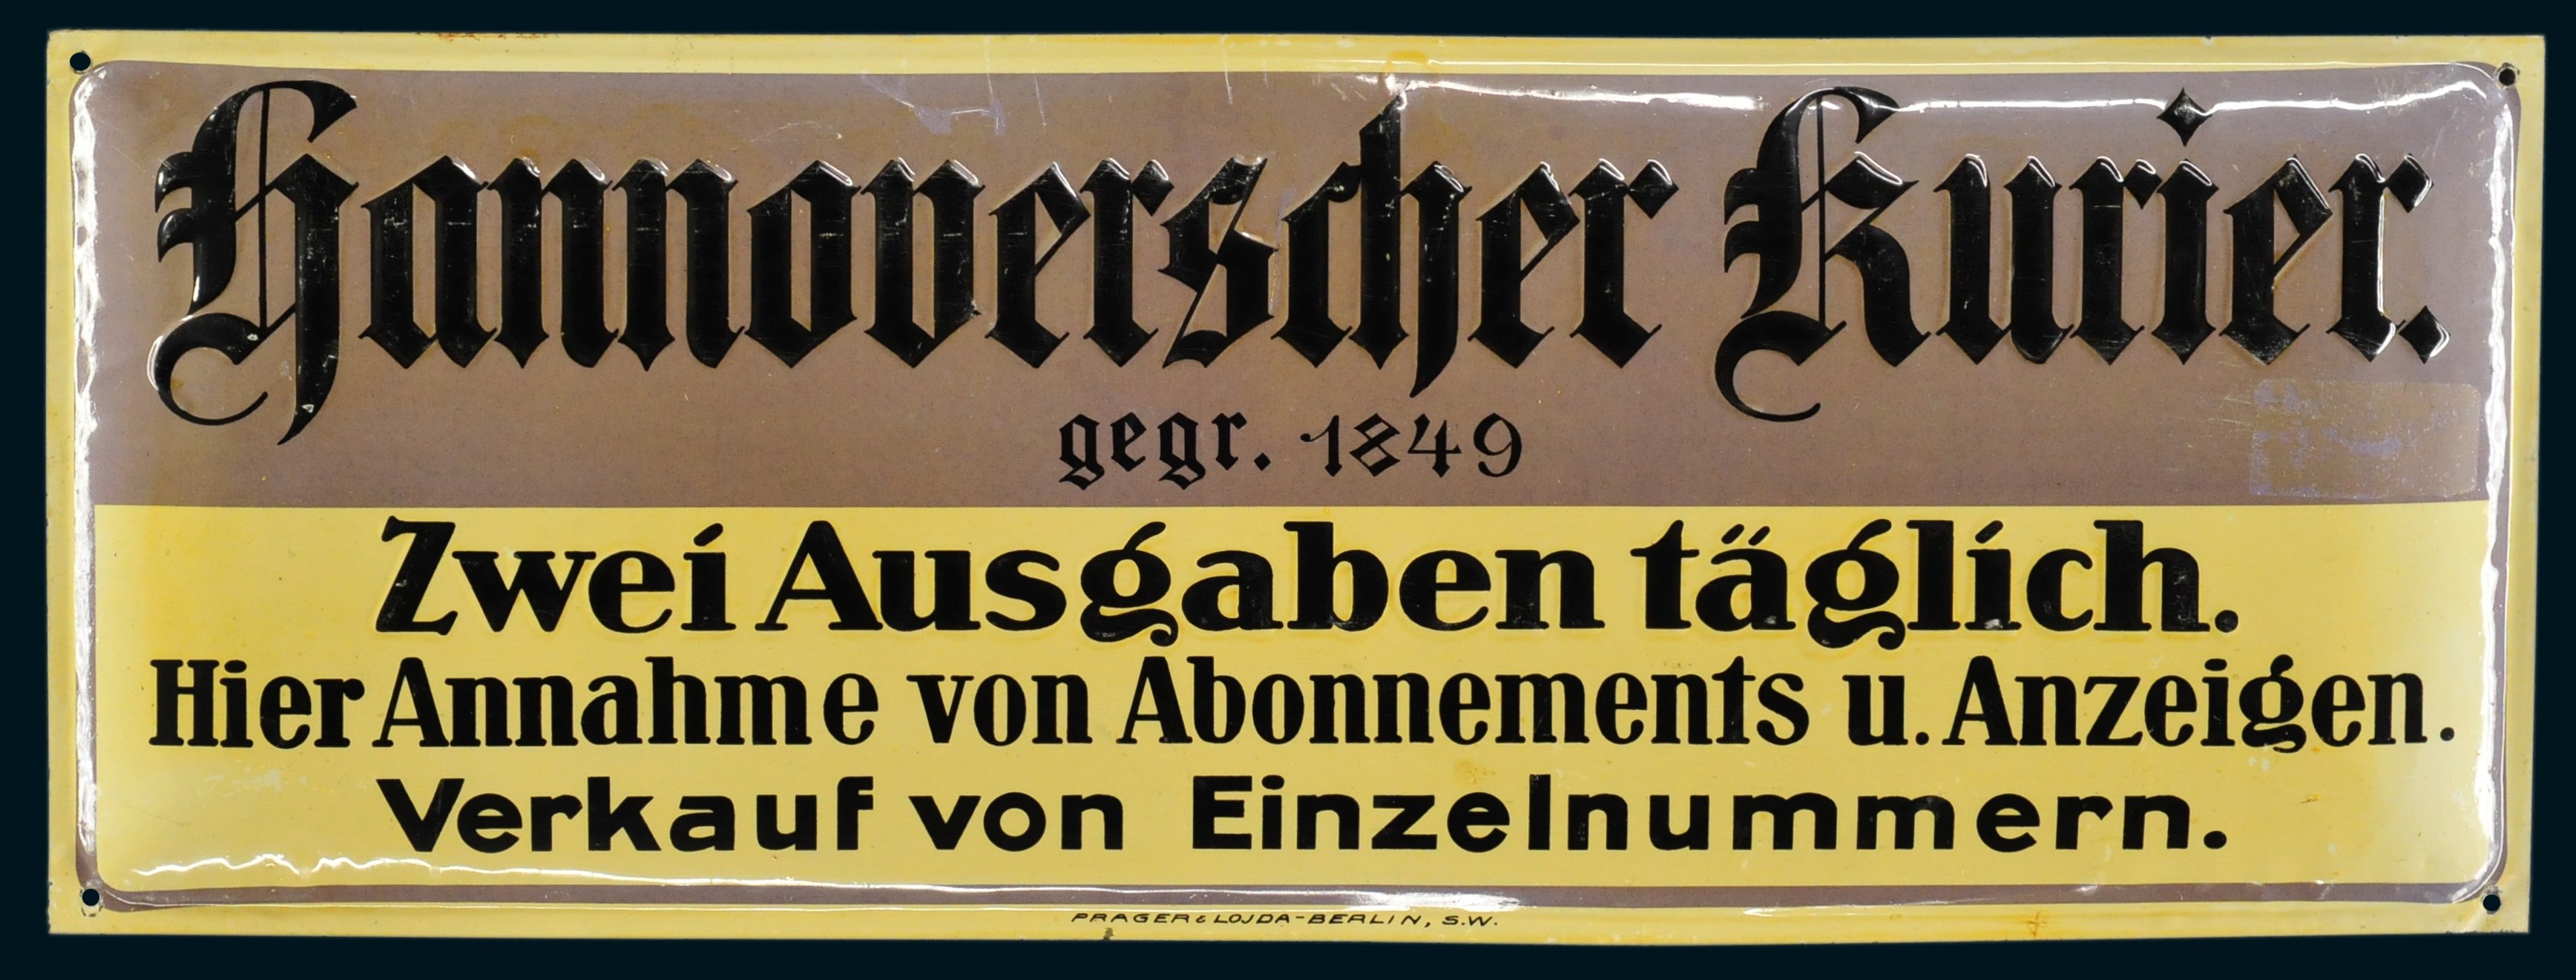 Hannoverscher Kurier.
gegr. 1849
Zwei Ausgaben täglich.
Hier Annahme von Abonnements u. Anzeigen.
Verkauf von Einzelnummern.
PRAGER & LOJDA-BERLIN, S.W.